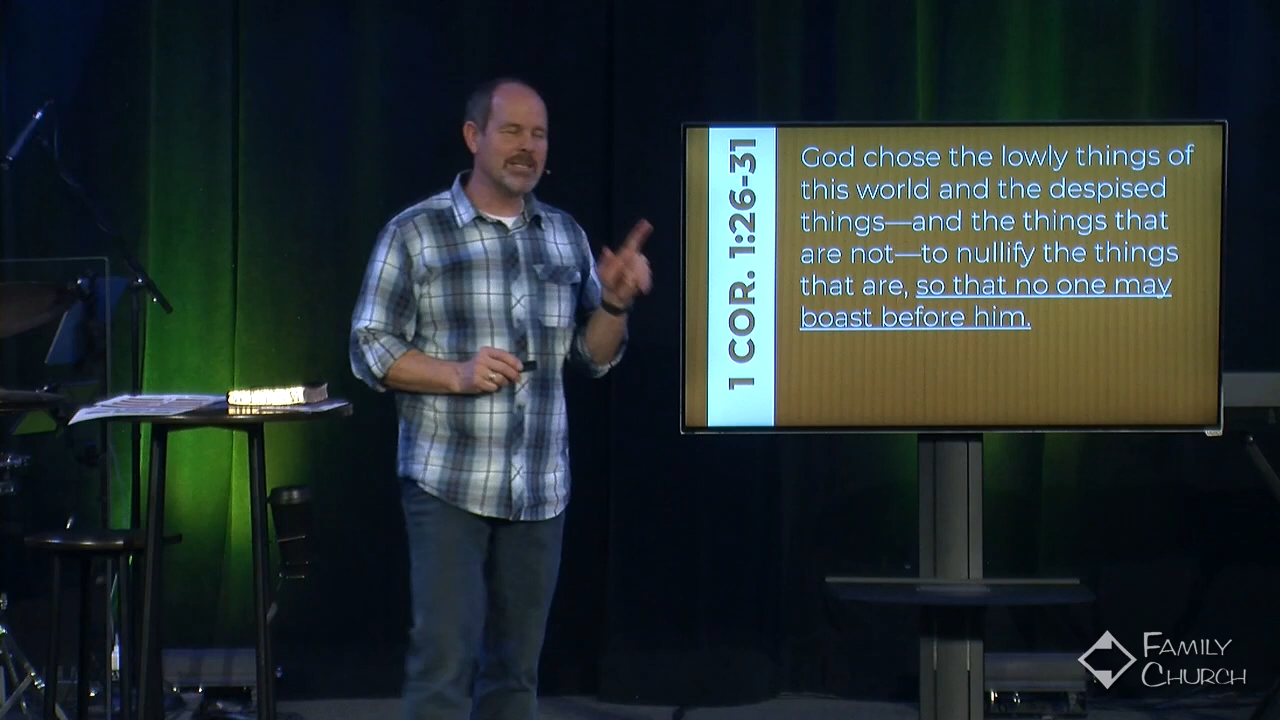 1 COR. 1:26-31
God chose the lowly things of
this world and the despised
things—and the things that
are not—to nullify the things
that are, so that no one may
boast before him.
FAMILY
CHURCH